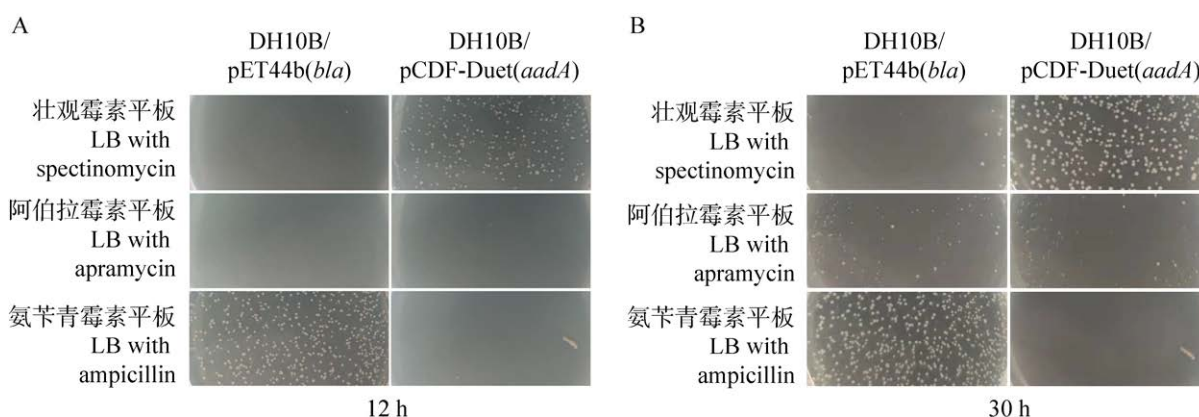 A
DH10B/
pET44b(bla)
DH10B/
pCDF-Duet(aadA)
壮观霉素平板
LB with
spectinomycin
阿伯拉霉素平板
LB with
apramycin
氨苄青霉素平板
LB with
ampicillin
12 h
B
DH10B/
pET44b(bla)
DH10B/
pCDF-Duet(aadA)
壮观霉素平板
LB with
spectinomycin
阿伯拉霉素平板
LB with
apramycin
氨苄青霉素平板
LB with
ampicillin
30 h